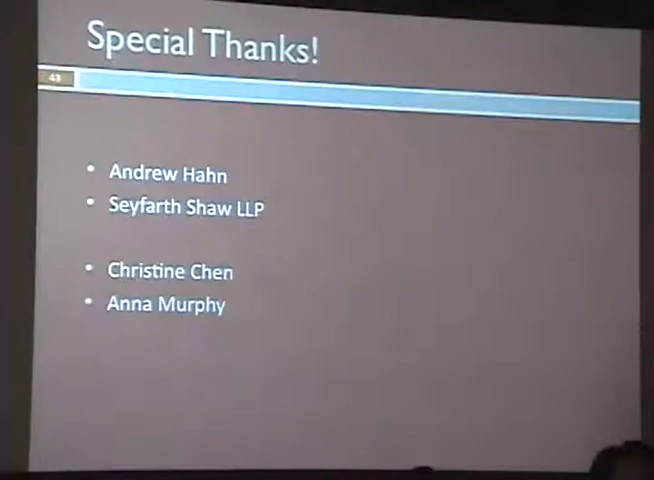 Special Thanks!
43
• Andrew Hahn
• Seyfarth Shaw LLP
• Christine Chen
• Anna Murphy